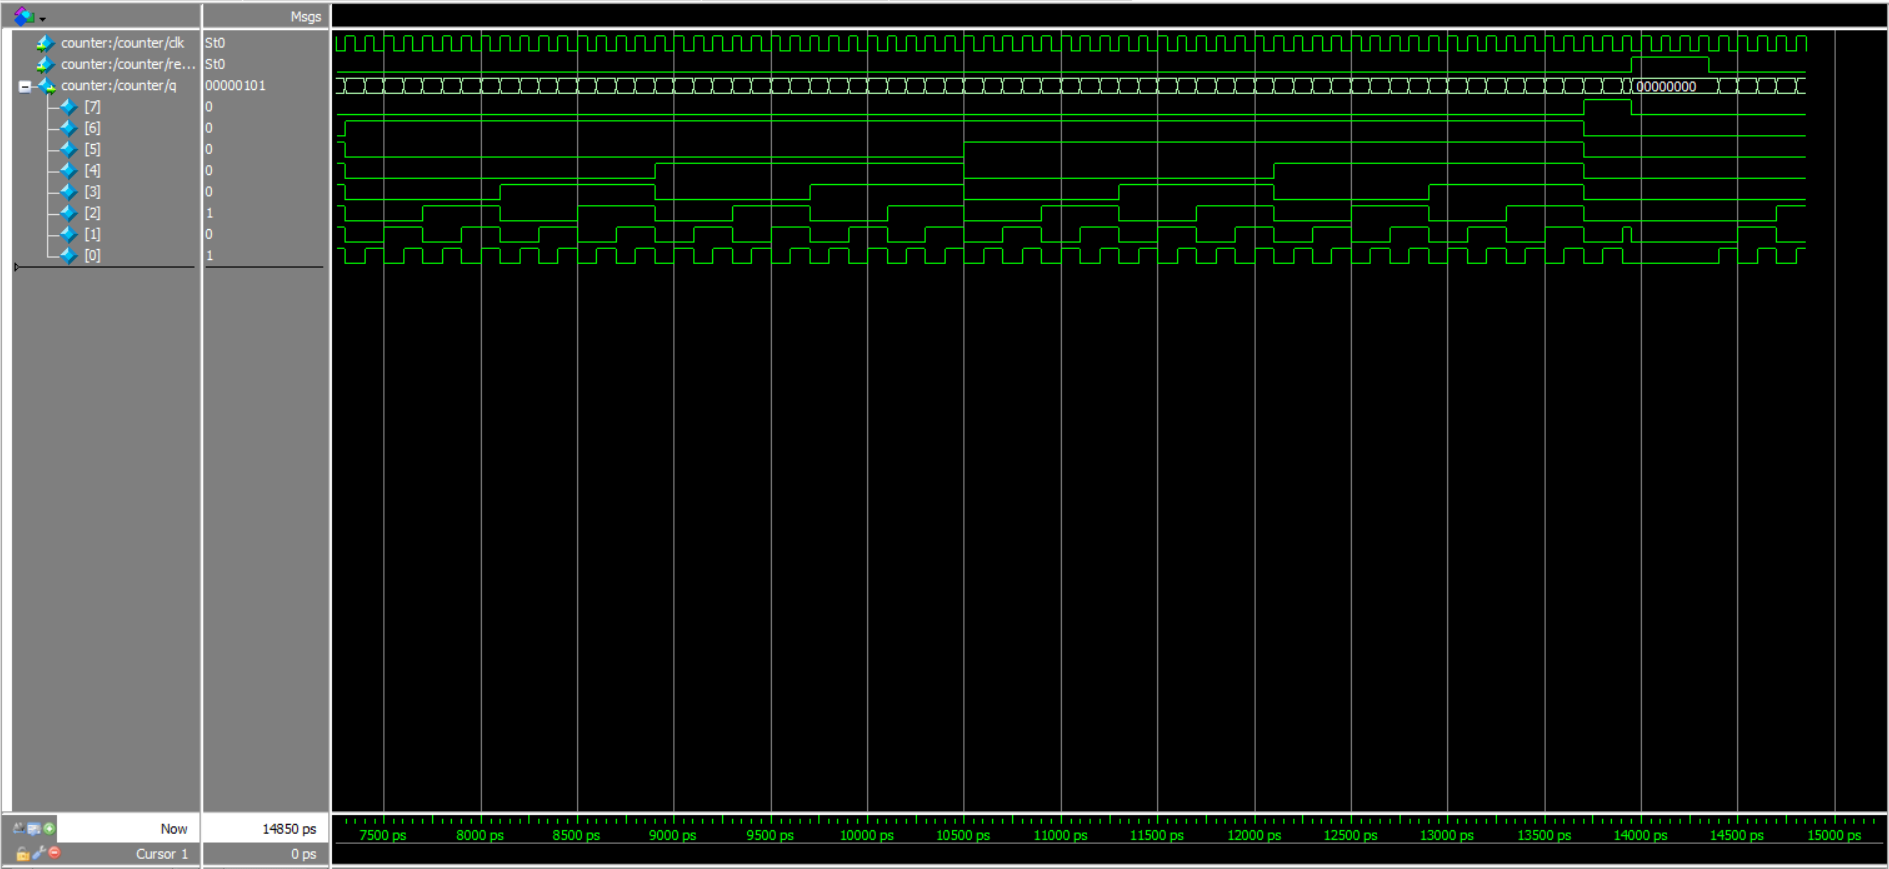 Msgs
counter:/counter/clk St0
counter:/counter/re... St0
counter:/counter/q 00000101
00000000
[7] 0
[6] 0
[5] 0
[4] 0
[3] 0
[2] 1
[1] 0
[0] 1
Now 14850 ps
7500 ps 8000 ps 8500 ps 9000 ps 9500 ps 10000 ps 10500 ps 11000 ps 11500 ps 12000 ps 12500 ps 13000 ps 13500 ps 14000 ps 14500 ps 15000 ps
Cursor 1 0 ps